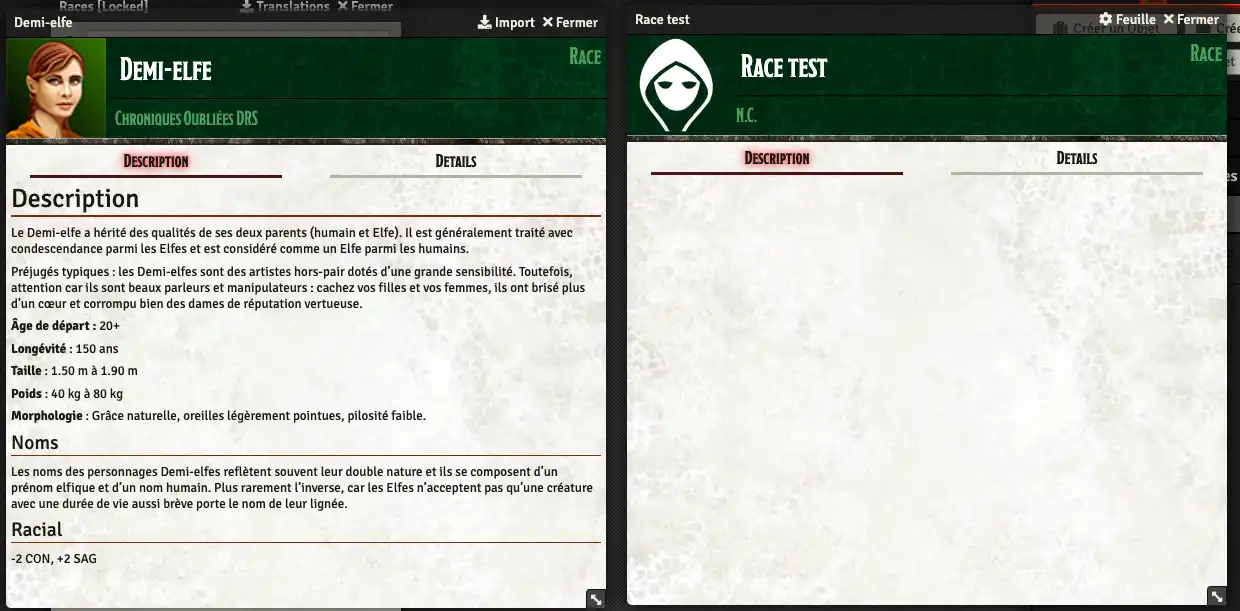 Races [Locked]
Translations
Fermer
Demi-elfe
Import
Fermer
Demi-elfe
Race
Chroniques Oubliées DRS
Description
Details
Description
Le Demi-elfe a hérité des qualités de ses deux parents (humain et Elfe). Il est généralement traité avec
condescendance parmi les Elfes et est considéré comme un Elfe parmi les humains.
Préjugés typiques : les Demi-elfes sont des artistes hors-pair dotés d’une grande sensibilité. Toutefois,
attention car ils sont beaux parleurs et manipulateurs : cachez vos filles et vos femmes, ils ont brisé plus
d’un cœur et corrompu bien des dames de réputation vertueuse.
Âge de départ : 20+
Longévité : 150 ans
Taille : 1.50 m à 1.90 m
Poids : 40 kg à 80 kg
Morphologie : Grâce naturelle, oreilles légèrement pointues, pilosité faible.
Noms
Les noms des personnages Demi-elfes reflètent souvent leur double nature et ils se composent d’un
prénom elfique et d’un nom humain. Plus rarement l’inverse, car les Elfes n’acceptent pas qu’une créature
avec une durée de vie aussi brève porte le nom de leur lignée.
Racial
-2 CON, +2 SAG
Race test
Feuille
Fermer
Créer un Objet
Race test
Race
N.C.
Description
Details